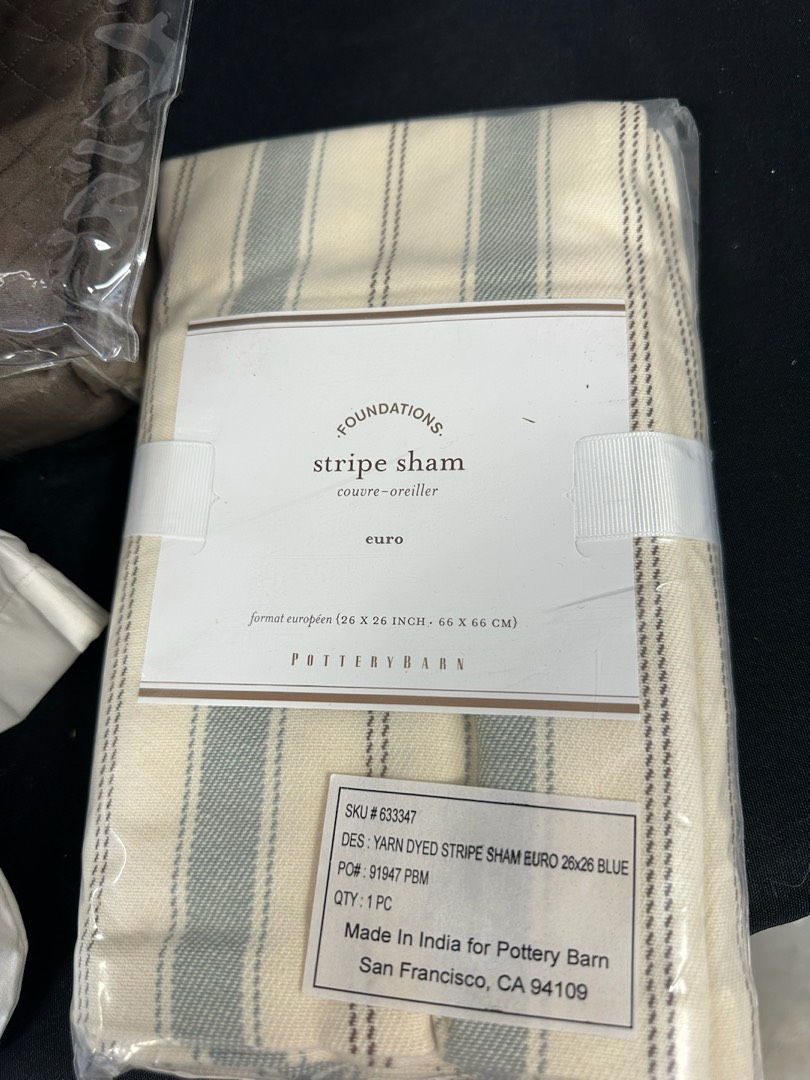 ·FOUNDATIONS·
stripe sham
couvre-oreiller
euro
format européen {26 X 26 INCH · 66 X 66 CM}
POTTERYBARN
SKU # 633347
DES : YARN DYED STRIPE SHAM EURO 26x26 BLUE
PO# : 91947 PBM
QTY : 1 PC
Made In India for Pottery Barn
San Francisco, CA 94109